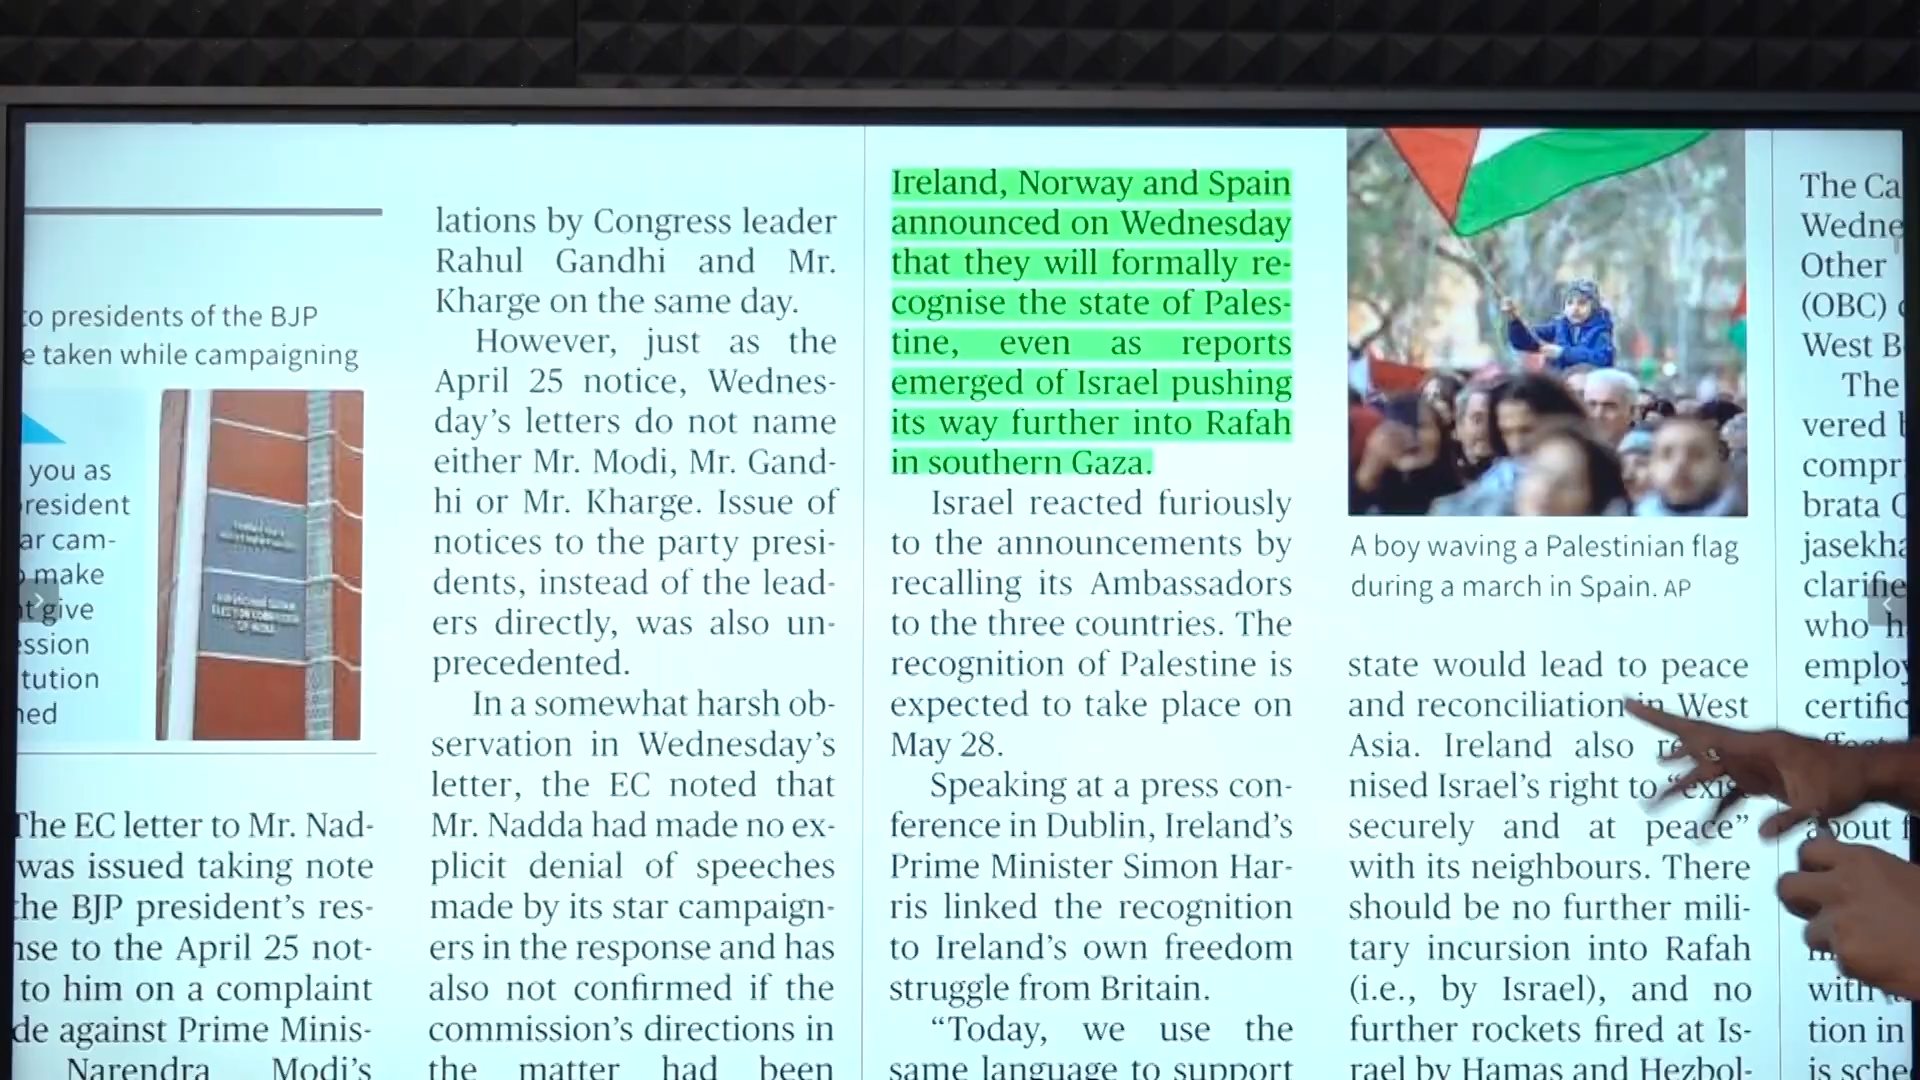 to presidents of the BJP
e taken while campaigning
you as
resident
ar cam-
make
t give
ession
tution
ned
The EC letter to Mr. Nad-
was issued taking note
the BJP president's res-
nse to the April 25 not-
to him on a complaint
de against Prime Minis-
Narendra Modi's
lations by Congress leader
Rahul Gandhi and Mr.
Kharge on the same day.
However, just as the
April 25 notice, Wednes-
day's letters do not name
either Mr. Modi, Mr. Gand-
hi or Mr. Kharge. Issue of
notices to the party presi-
dents, instead of the lead-
ers directly, was also un-
precedented.
In a somewhat harsh ob-
servation in Wednesday's
letter, the EC noted that
Mr. Nadda had made no ex-
plicit denial of speeches
made by its star campaign-
ers in the response and has
also not confirmed if the
commission's directions in
the matter had been
Ireland, Norway and Spain
announced on Wednesday
that they will formally re-
cognise the state of Pales-
tine, even as reports
emerged of Israel pushing
its way further into Rafah
in southern Gaza.
Israel reacted furiously
to the announcements by
recalling its Ambassadors
to the three countries. The
recognition of Palestine is
expected to take place on
May 28.
Speaking at a press con-
ference in Dublin, Ireland's
Prime Minister Simon Har-
ris linked the recognition
to Ireland's own freedom
struggle from Britain.
"Today, we use the
same language to support
A boy waving a Palestinian flag
during a march in Spain. AP
state would lead to peace
and reconciliation in West
Asia. Ireland also
nised Israel's right to "exis
securely and at peace"
with its neighbours. There
should be no further mili-
tary incursion into Rafah
(i.e., by Israel), and no
further rockets fired at Is-
rael by Hamas and Hezbol-
The Ca
Wedne
Other
(OBC)
West B
The
vered
compr
brata C
jasekha
clarifie
who h
employ
certific
about f
with
tion in
is sche